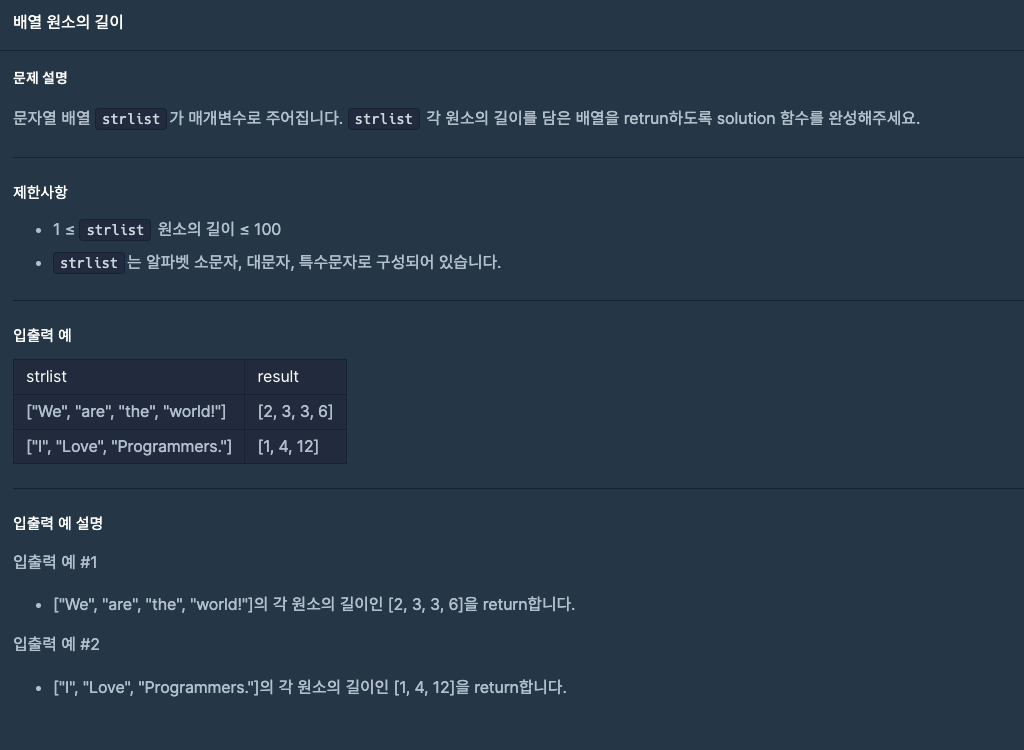 배열 원소의 길이
문제 설명
문자열 배열 strlist 가 매개변수로 주어집니다. strlist 각 원소의 길이를 담은 배열을 retrun하도록 solution 함수를 완성해주세요.
제한사항
• 1 ≤ strlist 원소의 길이 ≤ 100
• strlist 는 알파벳 소문자, 대문자, 특수문자로 구성되어 있습니다.
입출력 예
strlist result
["We", "are", "the", "world!"] [2, 3, 3, 6]
["I", "Love", "Programmers."] [1, 4, 12]
입출력 예 설명
입출력 예 #1
• ["We", "are", "the", "world!"]의 각 원소의 길이인 [2, 3, 3, 6]을 return합니다.
입출력 예 #2
• ["I", "Love", "Programmers."]의 각 원소의 길이인 [1, 4, 12]을 return합니다.